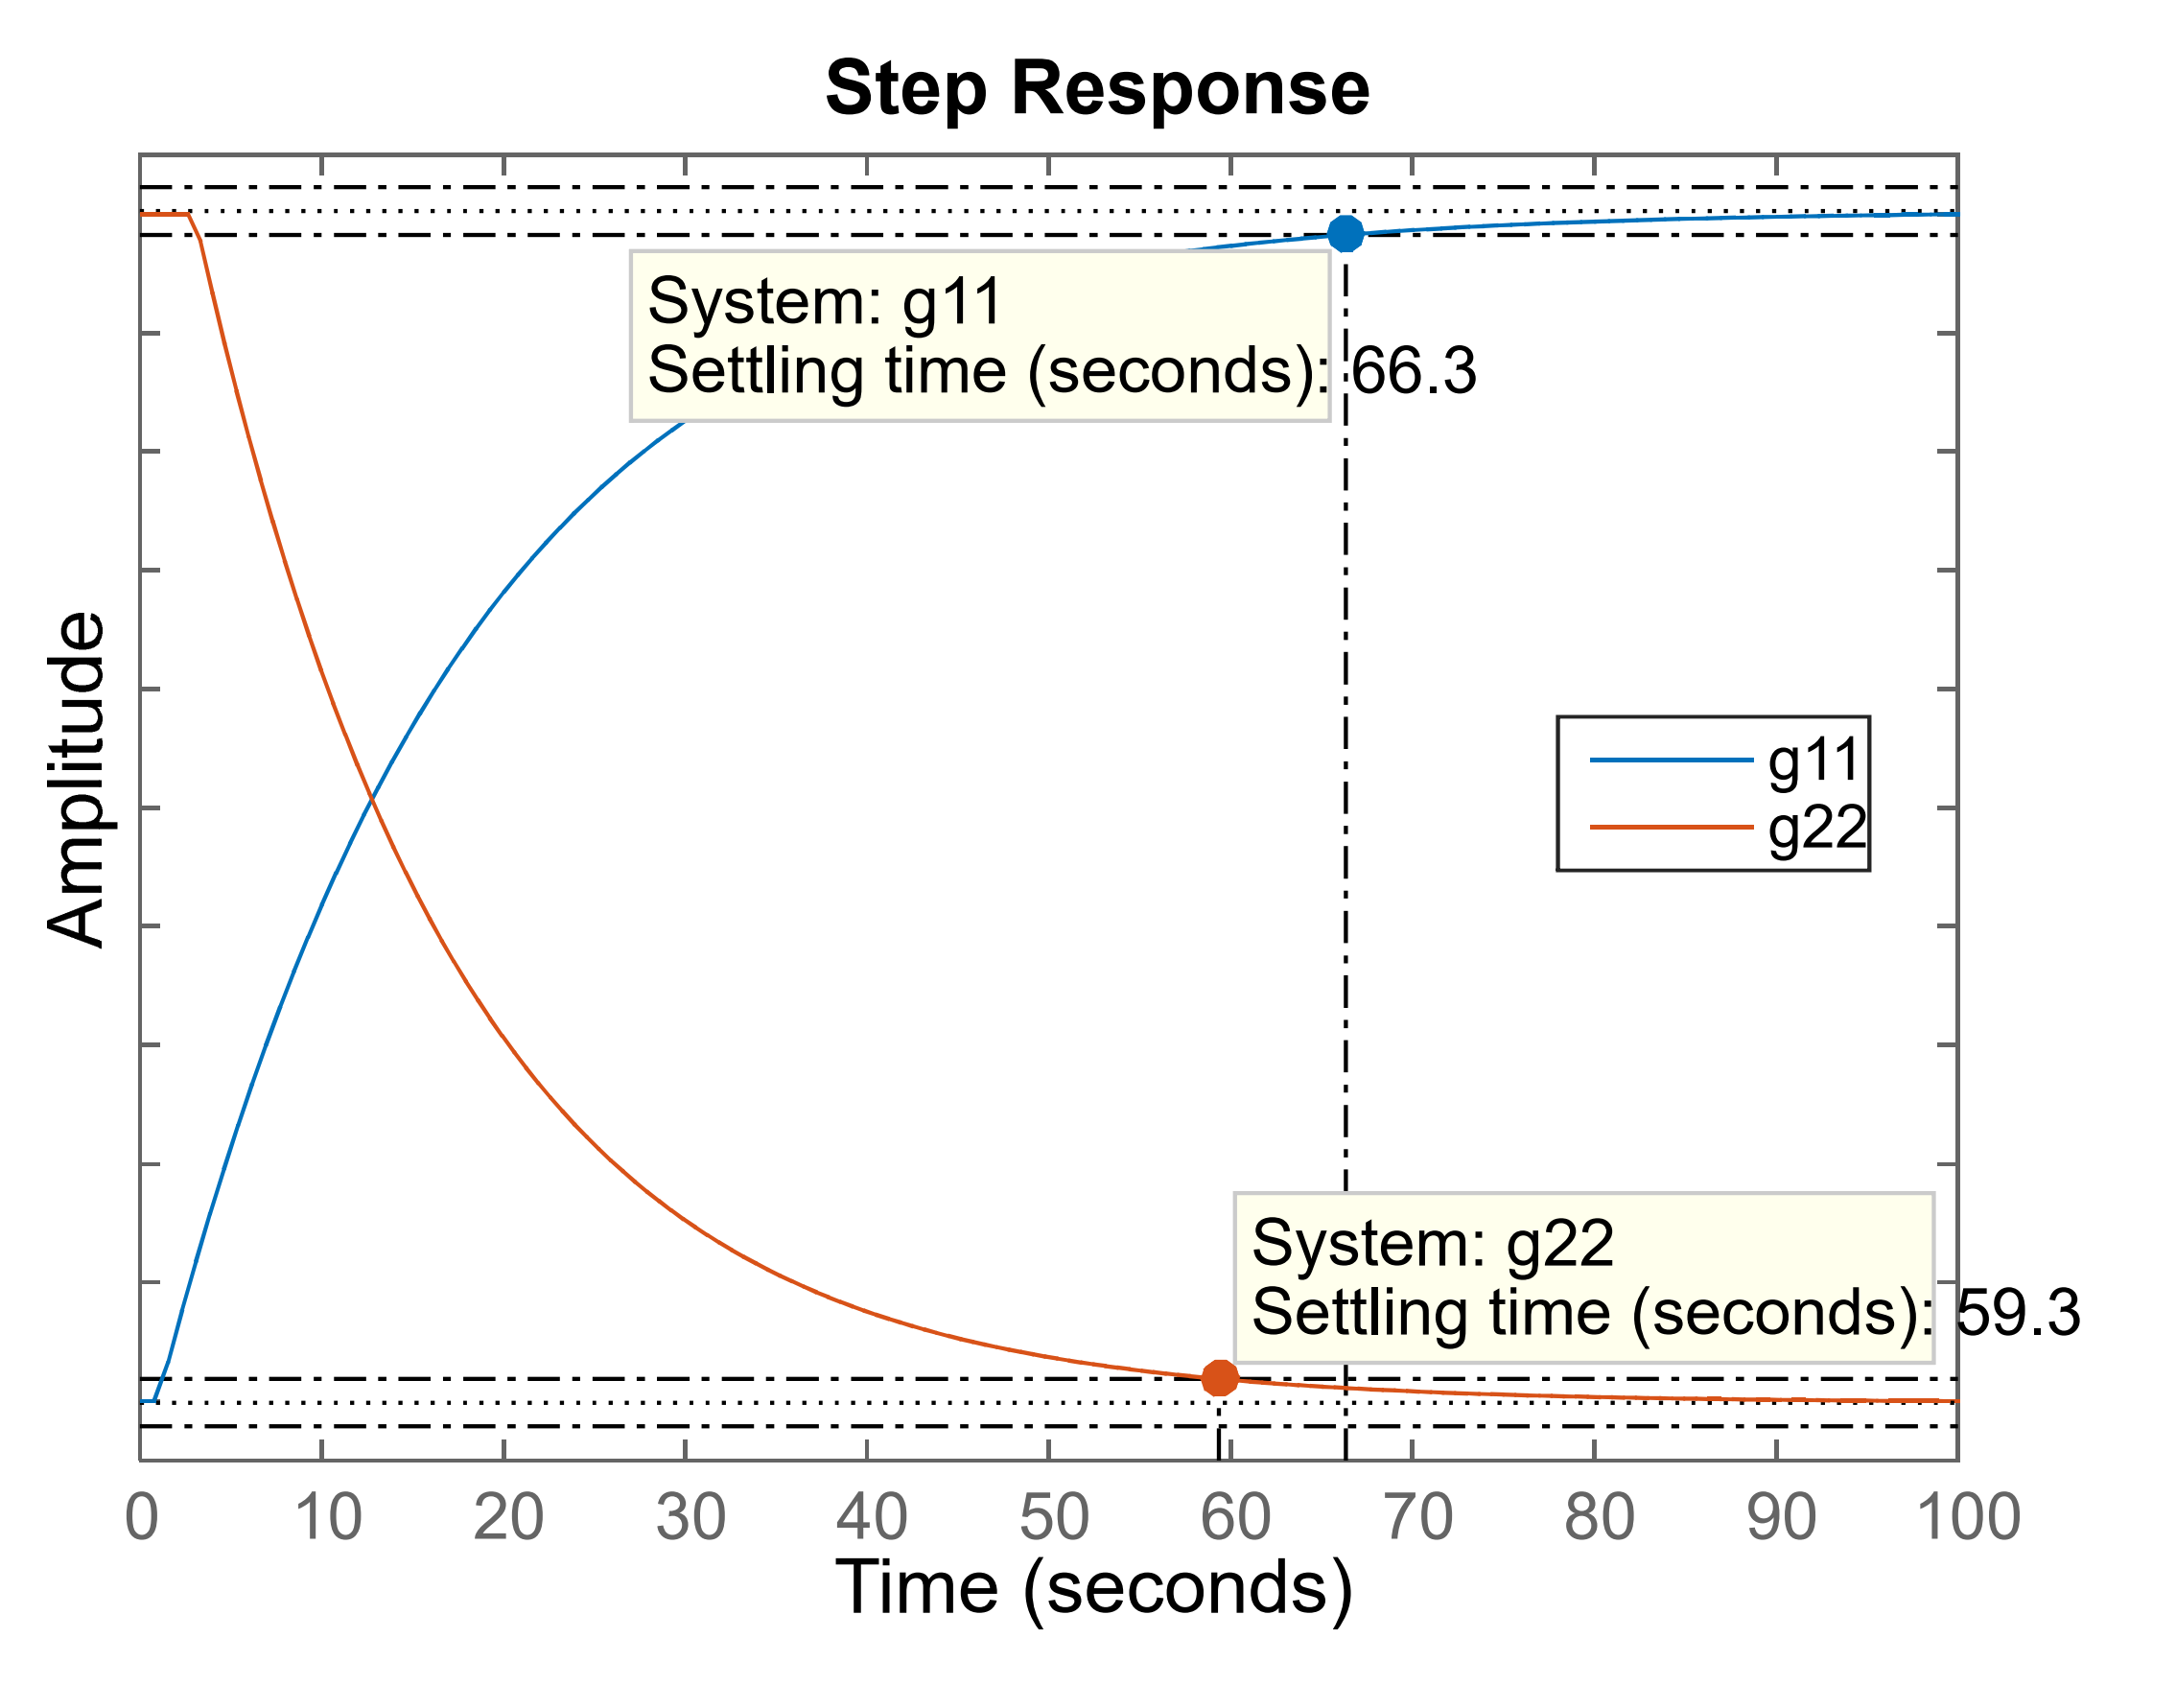 Step Response
Amplitude
System: g11
Settling time (seconds): 66.3
g11
g22
System: g22
Settling time (seconds): 59.3
0 10 20 30 40 50 60 70 80 90 100
Time (seconds)